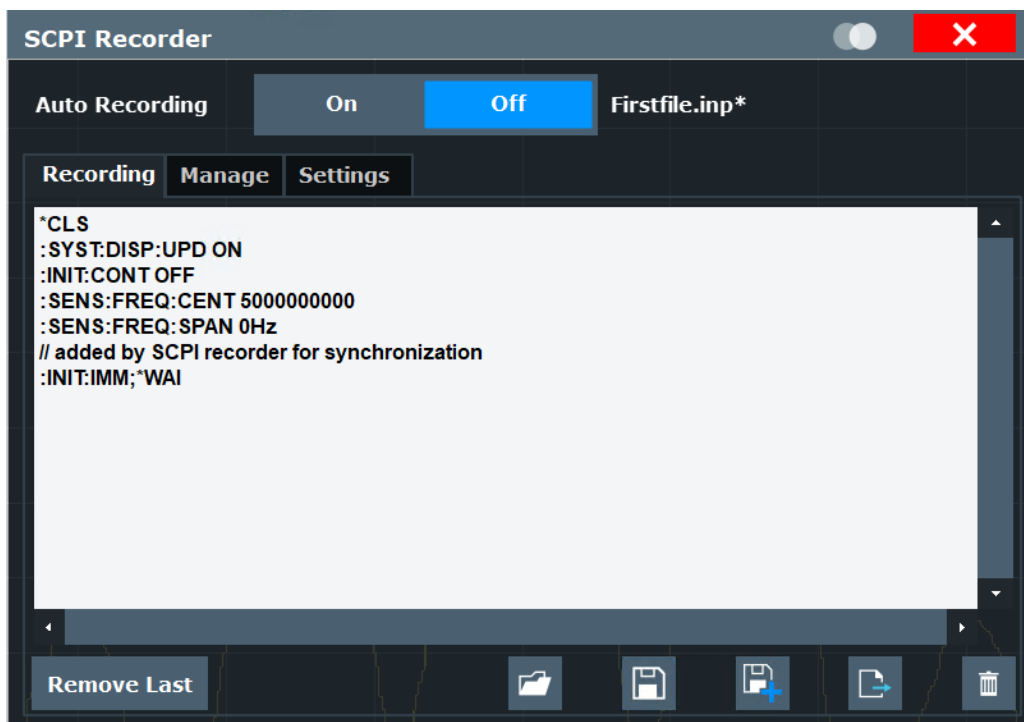 SCPI Recorder
Auto Recording On Off Firstfile.inp*
Recording Manage Settings
*CLS
:SYST:DISP:UPD ON
:INIT:CONT OFF
:SENS:FREQ:CENT 5000000000
:SENS:FREQ:SPAN 0Hz
// added by SCPI recorder for synchronization
:INIT:IMM;*WAI
Remove Last